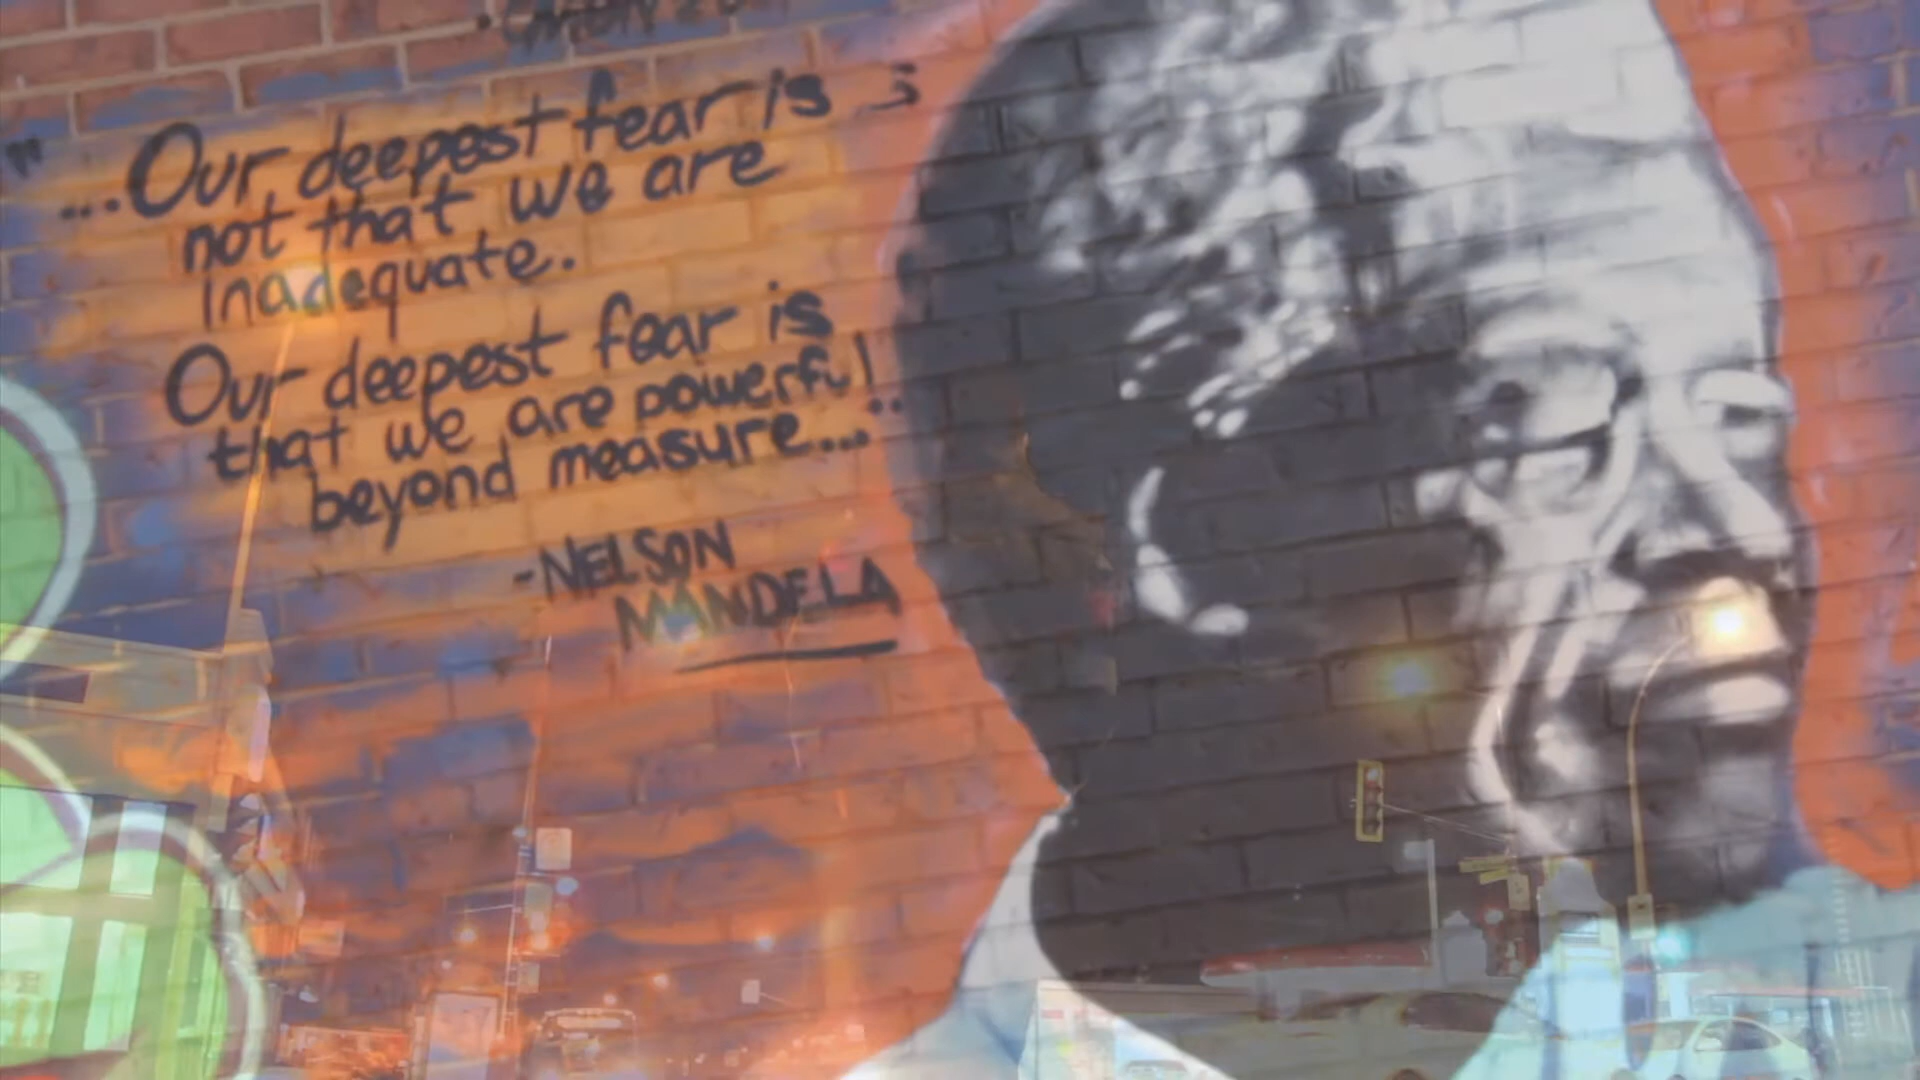 "...Our deepest fear is
not that we are
inadequate.
Our deepest fear is
that we are powerful
beyond measure...
-NELSON
MANDELA